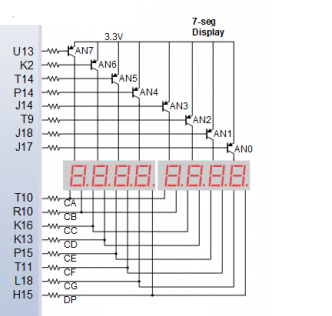 7-seg
Display
3.3V
U13 AN7
K2 AN6
T14 AN5
P14 AN4
J14 AN3
T9 AN2
J18 AN1
J17 AN0
8.8.8.8. 8.8.8.8.
T10 CA
R10 CB
K16 CC
K13 CD
P15 CE
T11 CF
L18 CG
H15 DP